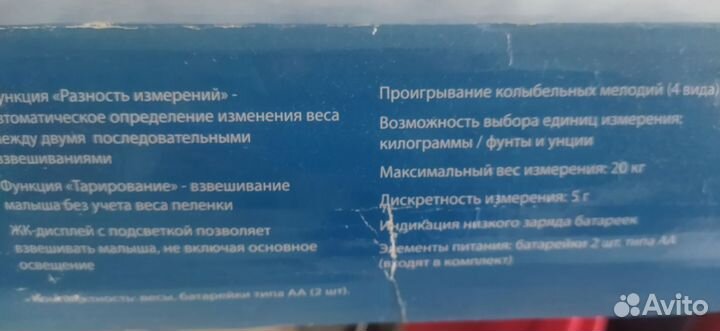 ункция «Разность измерений» -
втоматическое определение изменения веса
ежду двумя последовательными
звешиваниями
Функция «Тарирование» - взвешивание
малыша без учета веса пеленки
ЖК-дисплей с подсветкой позволяет
взвешивать малыша, не включая основное
освещение
весы, батарейки типа АА (2 шт).
Проигрывание колыбельных мелодий (4 вида)
Возможность выбора единиц измерения:
килограммы / фунты и унции
Максимальный вес измерения: 20 кг
Дискретность измерения: 5 г
Индикация низкого заряда батареек
Элементы питания: батарейки 2 шт. типа АА
(входят в комплект)
Avito